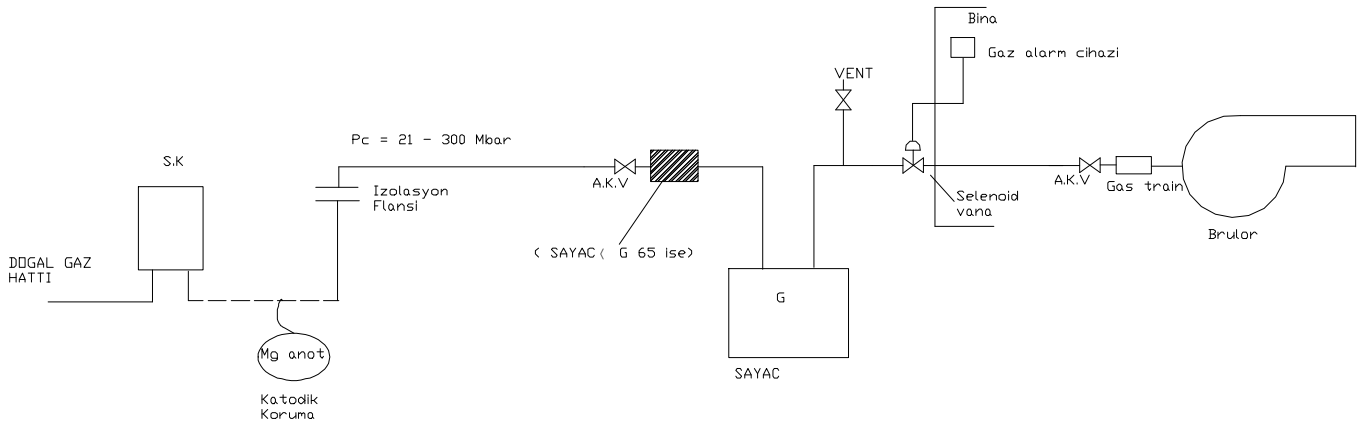 Bina
Gaz alarm cihazi
VENT
Pc = 21 - 300 Mbar
S.K
A.K.V
Izolasyon
Flansi
A.K.V
Gas train
Selenoid
vana
Brulor
( SAYAC( G 65 ise)
DOGAL GAZ
HATTI
G
Mg anot
SAYAC
Katodik
Koruma